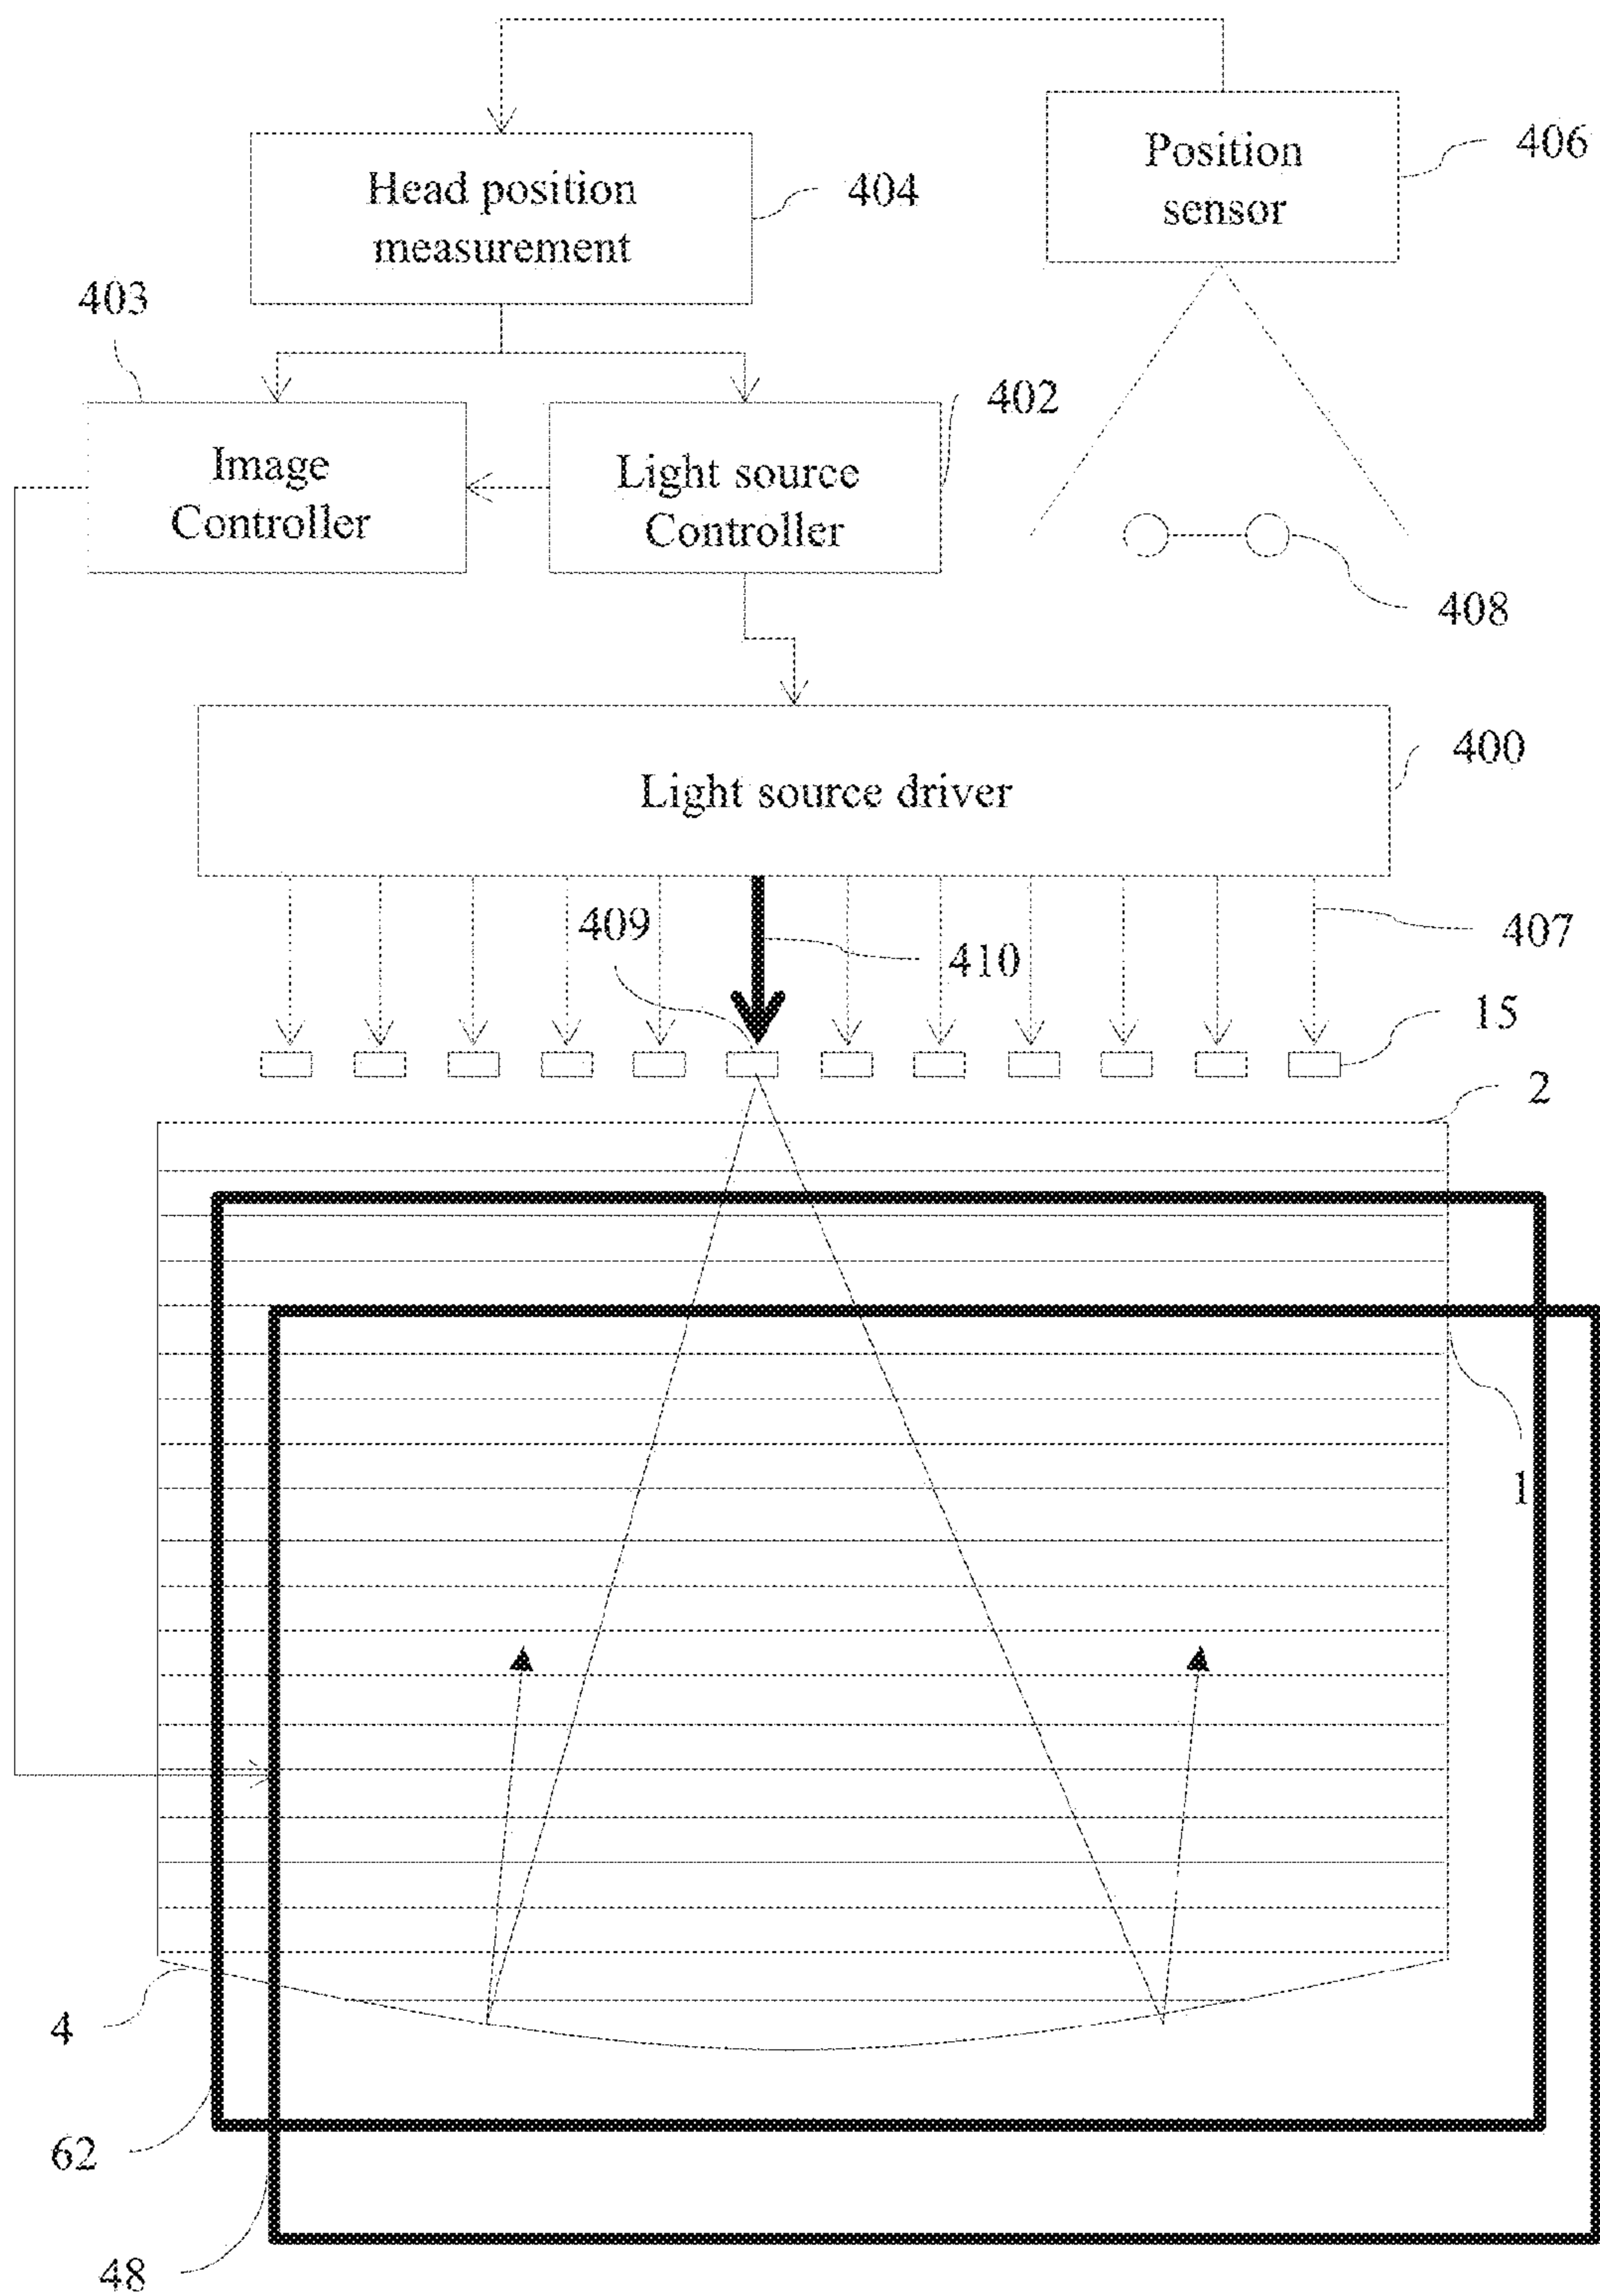 Position
sensor
406
Head position
measurement
404
403
402
Image
Controller
Light source
Controller
408
400
Light source driver
409
410
407
15
2
1
4
62
48